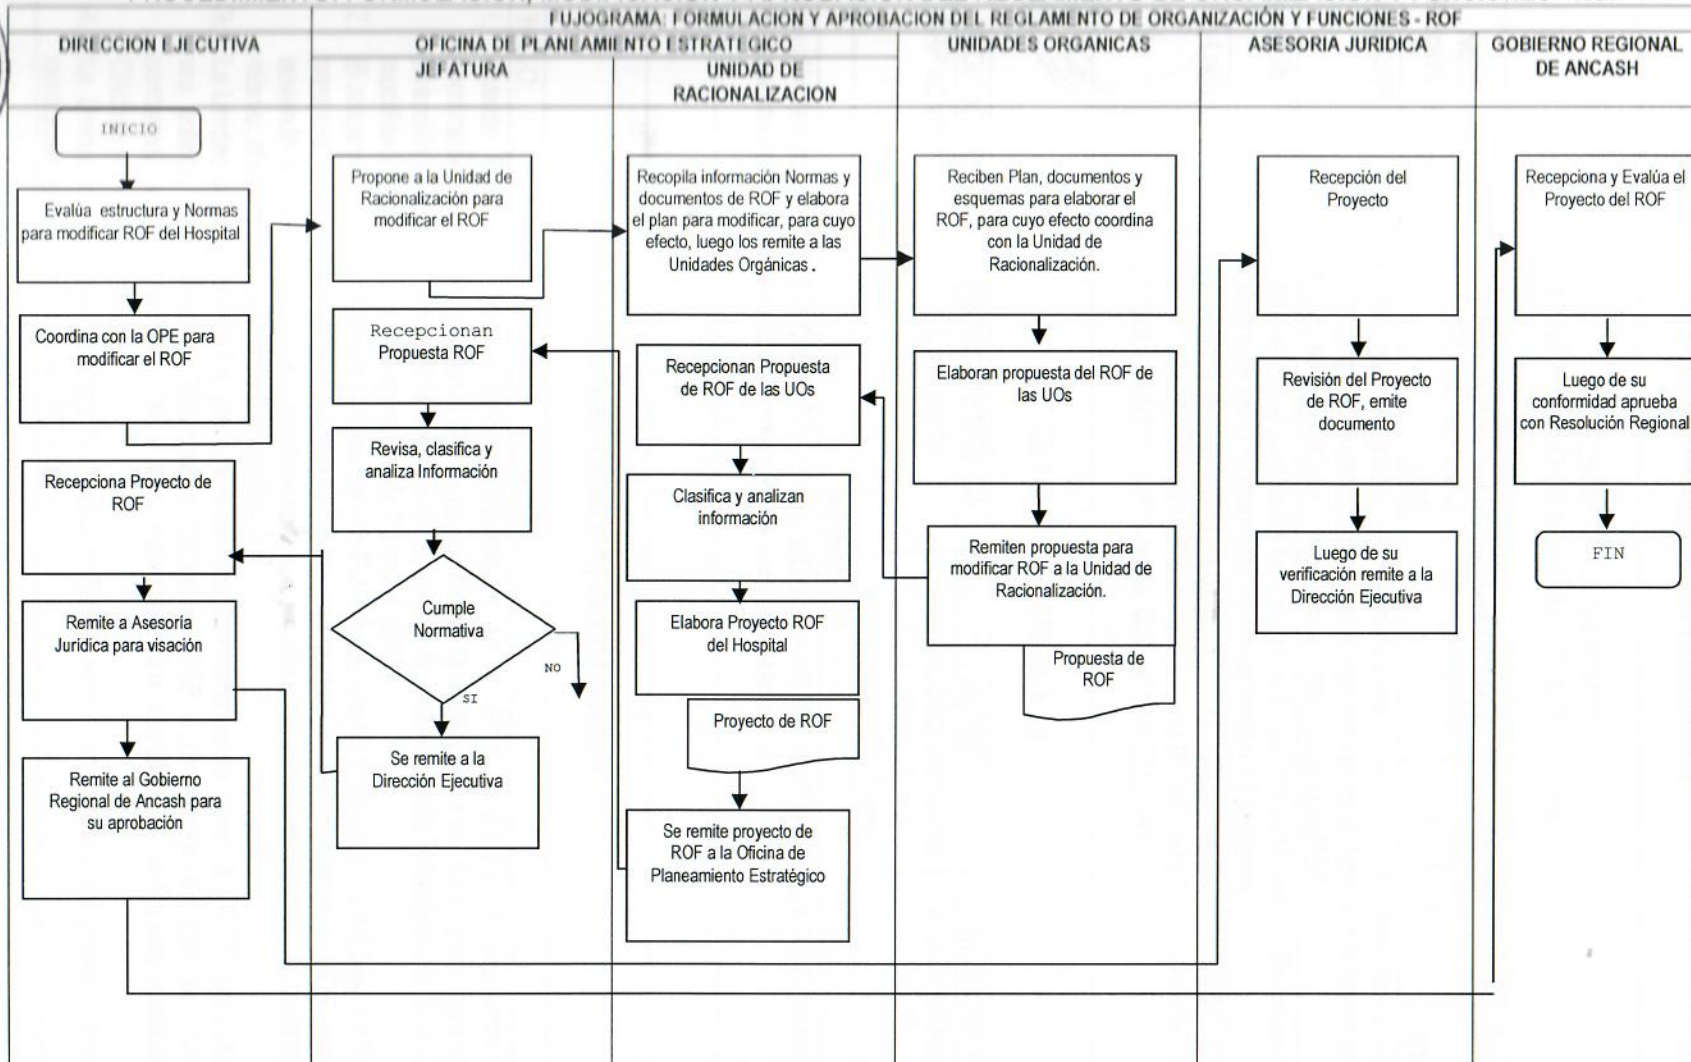 FUJOGRAMA: FORMULACION Y APROBACION DEL REGLAMENTO DE ORGANIZACIÓN Y FUNCIONES - ROF
DIRECCION EJECUTIVA
OFICINA DE PLANEAMIENTO ESTRATEGICO
UNIDADES ORGANICAS
ASESORIA JURIDICA
GOBIERNO REGIONAL
DE ANCASH
JEFATURA
UNIDAD DE
RACIONALIZACION
INICIO
Evalúa estructura y Normas
para modificar ROF del Hospital
Coordina con la OPE para
modificar el ROF
Recepciona Proyecto de
ROF
Remite a Asesoría
Jurídica para visación
Remite al Gobierno
Regional de Ancash para
su aprobación
Propone a la Unidad de
Racionalización para
modificar el ROF
Recepcionan
Propuesta ROF
Revisa, clasifica y
analiza Información
Cumple
Normativa
NO
SI
Se remite a la
Dirección Ejecutiva
Recopila información Normas y
documentos de ROF y elabora
el plan para modificar, para cuyo
efecto, luego los remite a las
Unidades Orgánicas.
Recepcionan Propuesta
de ROF de las UOs
Clasifica y analizan
información
Elabora Proyecto ROF
del Hospital
Proyecto de ROF
Se remite proyecto de
ROF a la Oficina de
Planeamiento Estratégico
Reciben Plan, documentos y
esquemas para elaborar el
ROF, para cuyo efecto coordina
con la Unidad de
Racionalización.
Elaboran propuesta del ROF de
las UOs
Remiten propuesta para
modificar ROF a la Unidad de
Racionalización.
Propuesta de
ROF
Recepción del
Proyecto
Revisión del Proyecto
de ROF, emite
documento
Luego de su
verificación remite a la
Dirección Ejecutiva
Recepciona y Evalúa el
Proyecto del ROF
Luego de su
conformidad aprueba
con Resolución Regional
FIN